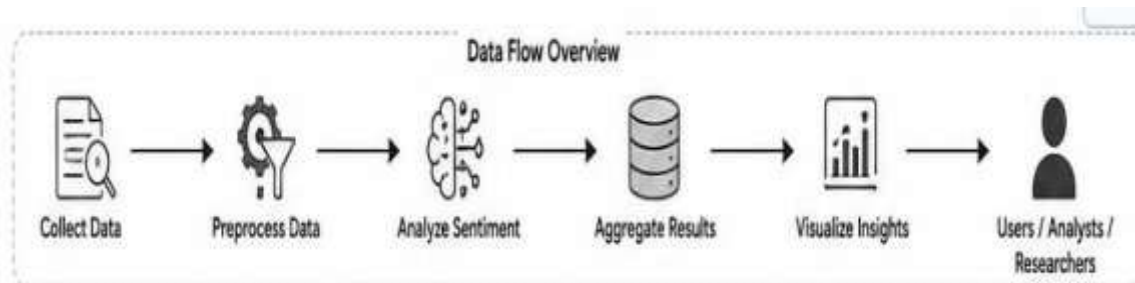 Data Flow Overview
Collect Data
Preprocess Data
Analyze Sentiment
Aggregate Results
Visualize Insights
Users / Analysts /
Researchers